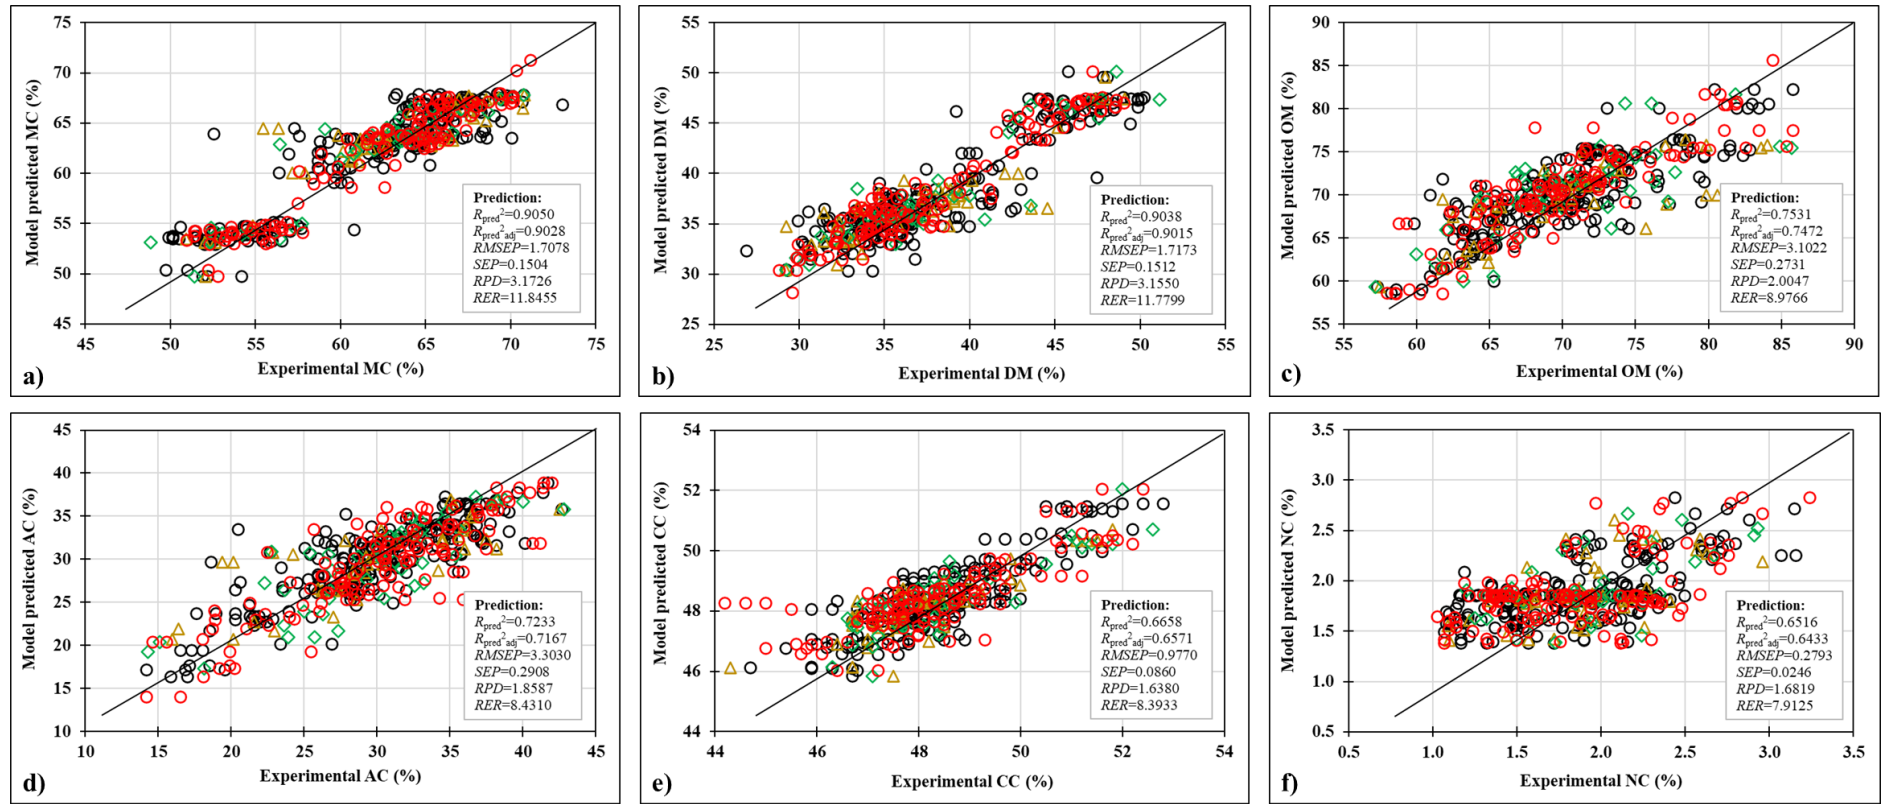 75
70
65
60
55
50
45
45
50
55
60
65
70
75
Model predicted MC (%)
Experimental MC (%)
Prediction:
Rpred²=0.9050
Rpred²adj=0.9028
RMSEP=1.7078
SEP=0.1504
RPD=3.1726
RER=11.8455
a)
55
50
45
40
35
30
25
25
30
35
40
45
50
55
Model predicted DM (%)
Experimental DM (%)
Prediction:
Rpred²=0.9038
Rpred²adj=0.9015
RMSEP=1.7173
SEP=0.1512
RPD=3.1550
RER=11.7799
b)
90
85
80
75
70
65
60
55
55
60
65
70
75
80
85
90
Model predicted OM (%)
Experimental OM (%)
Prediction:
Rpred²=0.7531
Rpred²adj=0.7472
RMSEP=3.1022
SEP=0.2731
RPD=2.0047
RER=8.9766
c)
45
40
35
30
25
20
15
10
10
15
20
25
30
35
40
45
Model predicted AC (%)
Experimental AC (%)
Prediction:
Rpred²=0.7233
Rpred²adj=0.7167
RMSEP=3.3030
SEP=0.2908
RPD=1.8587
RER=8.4310
d)
54
52
50
48
46
44
44
46
48
50
52
54
Model predicted CC (%)
Experimental CC (%)
Prediction:
Rpred²=0.6658
Rpred²adj=0.6571
RMSEP=0.9770
SEP=0.0860
RPD=1.6380
RER=8.3933
e)
3.5
3.0
2.5
2.0
1.5
1.0
0.5
0.5
1.0
1.5
2.0
2.5
3.0
3.5
Model predicted NC (%)
Experimental NC (%)
Prediction:
Rpred²=0.6516
Rpred²adj=0.6433
RMSEP=0.2793
SEP=0.0246
RPD=1.6819
RER=7.9125
f)